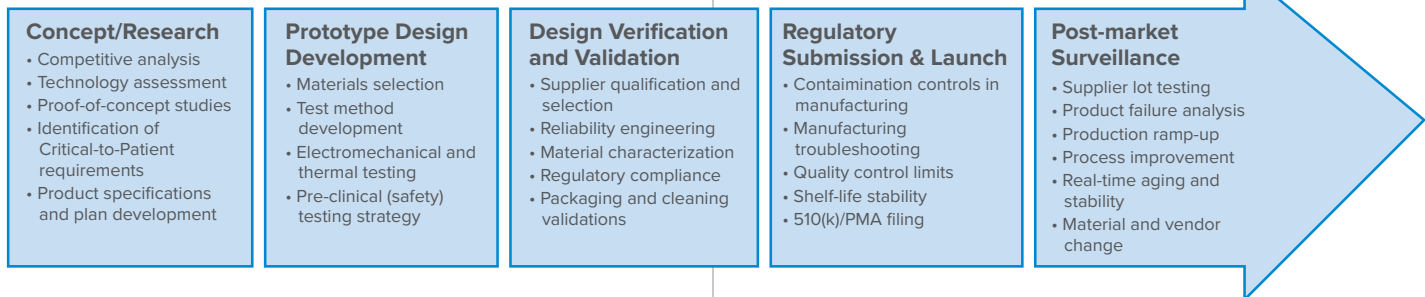 Concept/Research
• Competitive analysis
• Technology assessment
• Proof-of-concept studies
• Identification of
Critical-to-Patient
requirements
• Product specifications
and plan development
Prototype Design
Development
• Materials selection
• Test method
development
• Electromechanical and
thermal testing
• Pre-clinical (safety)
testing strategy
Design Verification
and Validation
• Supplier qualification and
selection
• Reliability engineering
• Material characterization
• Regulatory compliance
• Packaging and cleaning
validations
Regulatory
Submission & Launch
• Contaimination controls in
manufacturing
• Manufacturing
troubleshooting
• Quality control limits
• Shelf-life stability
• 510(k)/PMA filing
Post-market
Surveillance
• Supplier lot testing
• Product failure analysis
• Production ramp-up
• Process improvement
• Real-time aging and
stability
• Material and vendor
change